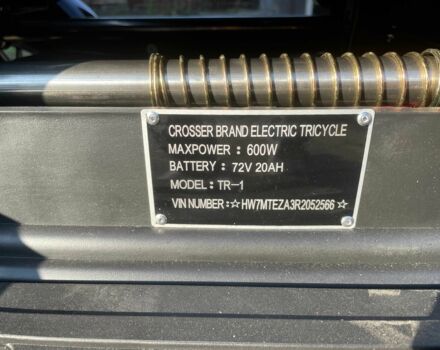 CROSSER BRAND ELECTRIC TRICYCLE
MAXPOWER : 600W
BATTERY : 72V 20AH
MODEL: TR-1
VIN NUMBER:☆HW7MTEZA3R2052566☆